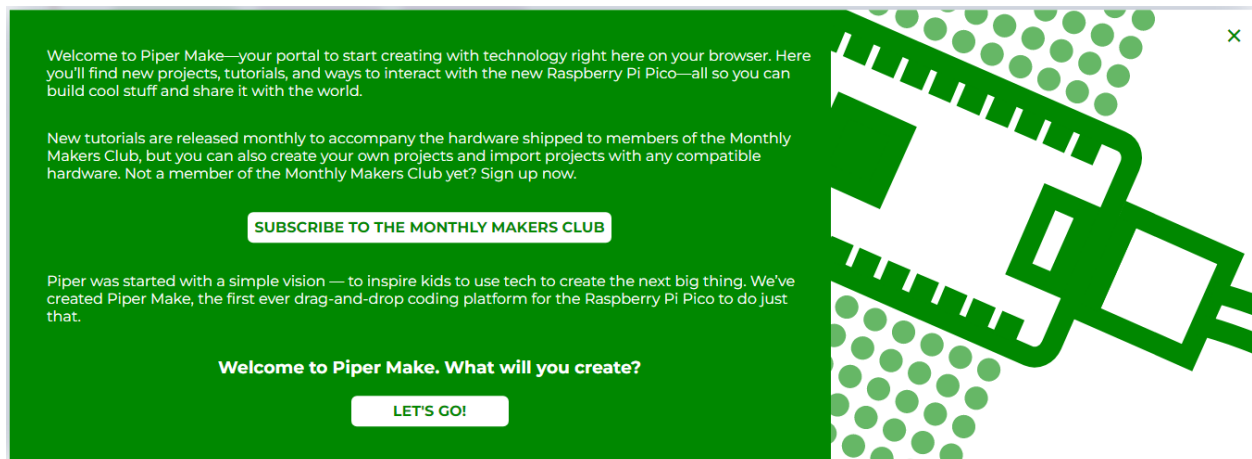 Welcome to Piper Make—your portal to start creating with technology right here on your browser. Here
you'll find new projects, tutorials, and ways to interact with the new Raspberry Pi Pico—all so you can
build cool stuff and share it with the world.
New tutorials are released monthly to accompany the hardware shipped to members of the Monthly
Makers Club, but you can also create your own projects and import projects with any compatible
hardware. Not a member of the Monthly Makers Club yet? Sign up now.
SUBSCRIBE TO THE MONTHLY MAKERS CLUB
Piper was started with a simple vision — to inspire kids to use tech to create the next big thing. We've
created Piper Make, the first ever drag-and-drop coding platform for the Raspberry Pi Pico to do just
that.
Welcome to Piper Make. What will you create?
LET'S GO!